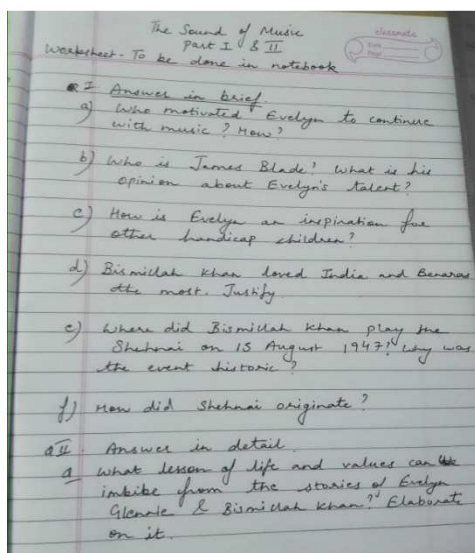 The Sound of Music
Part I & II
classmate
Date
Page
Worksheet - To be done in notebook
Q I Answer in brief.
a) Who motivated Evelyn to continue
with music? How?
b) Who is James Blade? What is his
opinion about Evelyn's talent?
c) How is Evelyn an inspiration for
other handicap children?
d) Bismillah Khan loved India and Benaras
the most. Justify.
e) Where did Bismillah Khan play the
Shehnai on 15 August 1947? Why was
the event historic?
f) How did Shehnai originate?
Q II. Answer in detail
a What lesson of life and values can we
imbibe from the stories of Evelyn
Glennie & Bismillah Khan? Elaborate
on it.